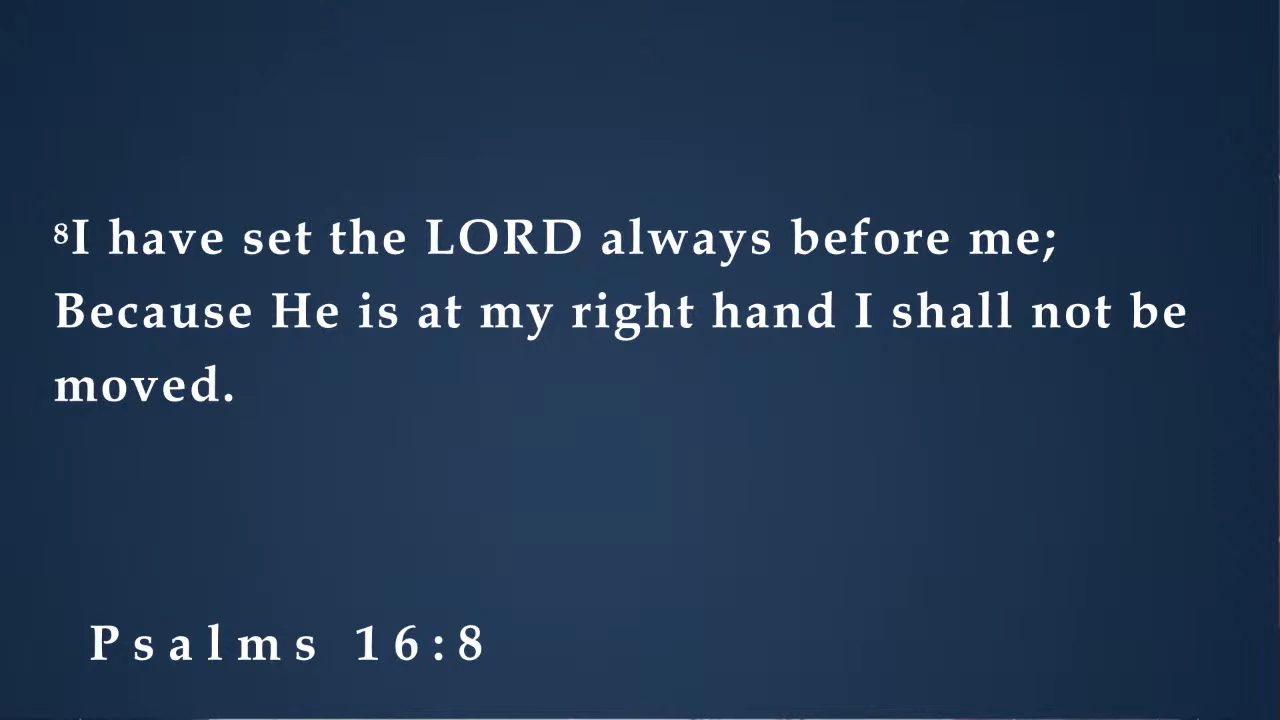 ⁸I have set the LORD always before me;
Because He is at my right hand I shall not be
moved.
Psalms 16:8